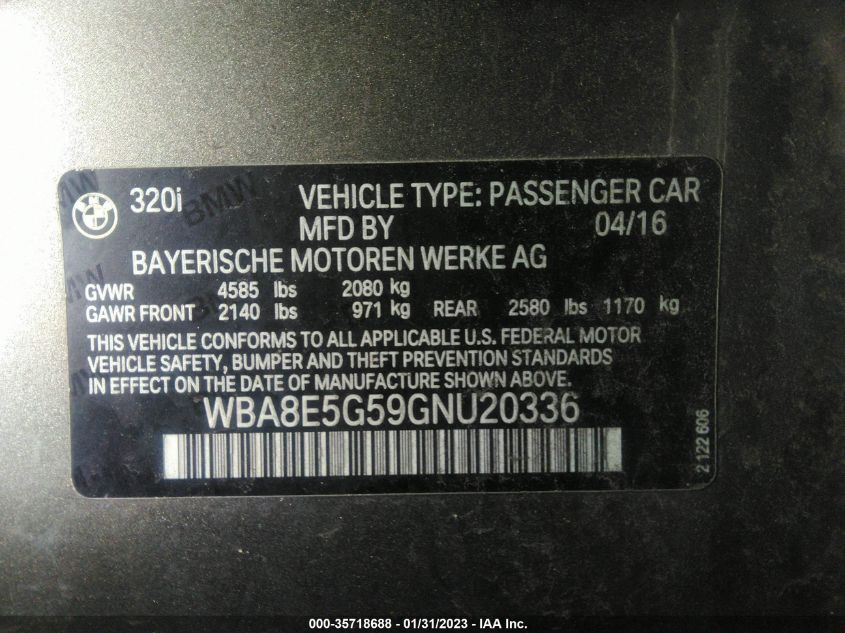 320i VEHICLE TYPE: PASSENGER CAR
MFD BY 04/16
BAYERISCHE MOTOREN WERKE AG
GVWR 4585 lbs 2080 kg
GAWR FRONT 2140 lbs 971 kg REAR 2580 lbs 1170 kg
THIS VEHICLE CONFORMS TO ALL APPLICABLE U.S. FEDERAL MOTOR
VEHICLE SAFETY, BUMPER AND THEFT PREVENTION STANDARDS
IN EFFECT ON THE DATE OF MANUFACTURE SHOWN ABOVE.
WBA8E5G59GNU20336
2 122 606
BMW
000-35718688 - 01/31/2023 - IAA Inc.